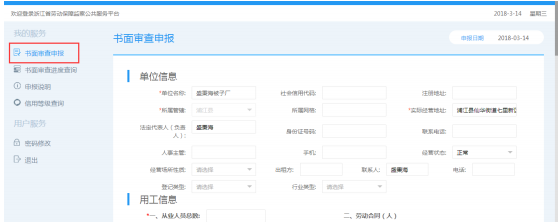 欢迎登录浙江省劳动保障监察公共服务平台 2018-3-14 星期三
我的服务
书面审查申报
书面审查进度查询
申报说明
信用等级查询
用户服务
密码修改
退出
书面审查申报 申报日期 2018-03-14
单位信息
*单位名称: 盛聚海被子厂 社会信用代码: 注册地址:
*所属管辖: 浦江县 所属网格: *实际经营地址: 浦江县仙华街道七里新区
法定代表人（负责人）: 盛聚海 身份证号码: 联系电话:
人事主管: 手机: 经营状态: 正常
经营场所性质: 请选择 出租方: 联系人: 盛聚海 电话:
登记类型: 请选择 行业类型: 请选择
用工信息
*一、从业人员总数: 二、劳动合同（人）